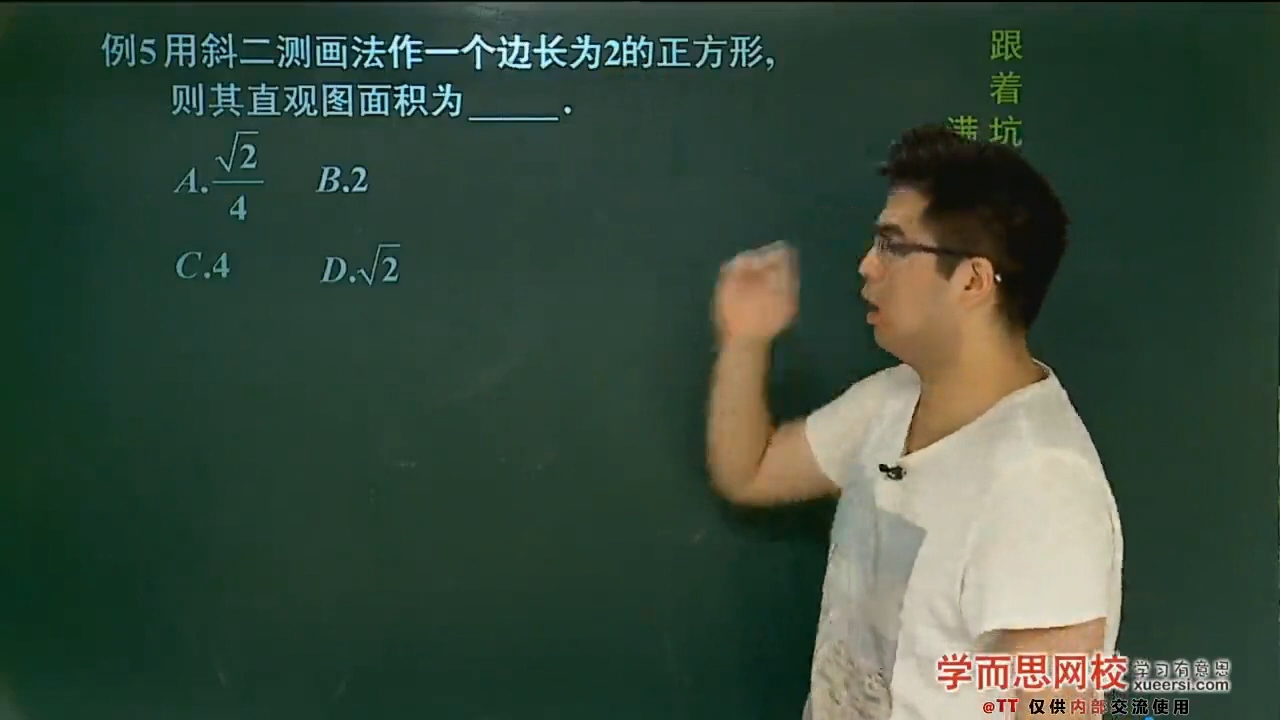 例5 用斜二测画法作一个边长为2的正方形，
则其直观图面积为_____.
A. √2/4  B. 2
C. 4  D. √2
跟着坑
满
学而思网校 学习有意思
xueersi.com
@TT 仅供内部交流使用